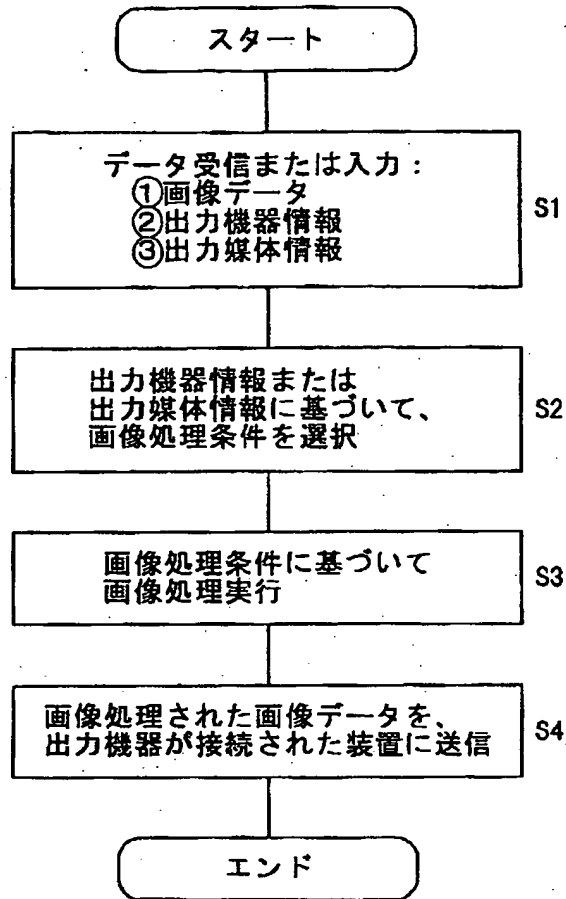 スタート
データ受信または入力：
①画像データ
②出力機器情報
③出力媒体情報
S1
出力機器情報または
出力媒体情報に基づいて、
画像処理条件を選択
S2
画像処理条件に基づいて
画像処理実行
S3
画像処理された画像データを、
出力機器が接続された装置に送信
S4
エンド